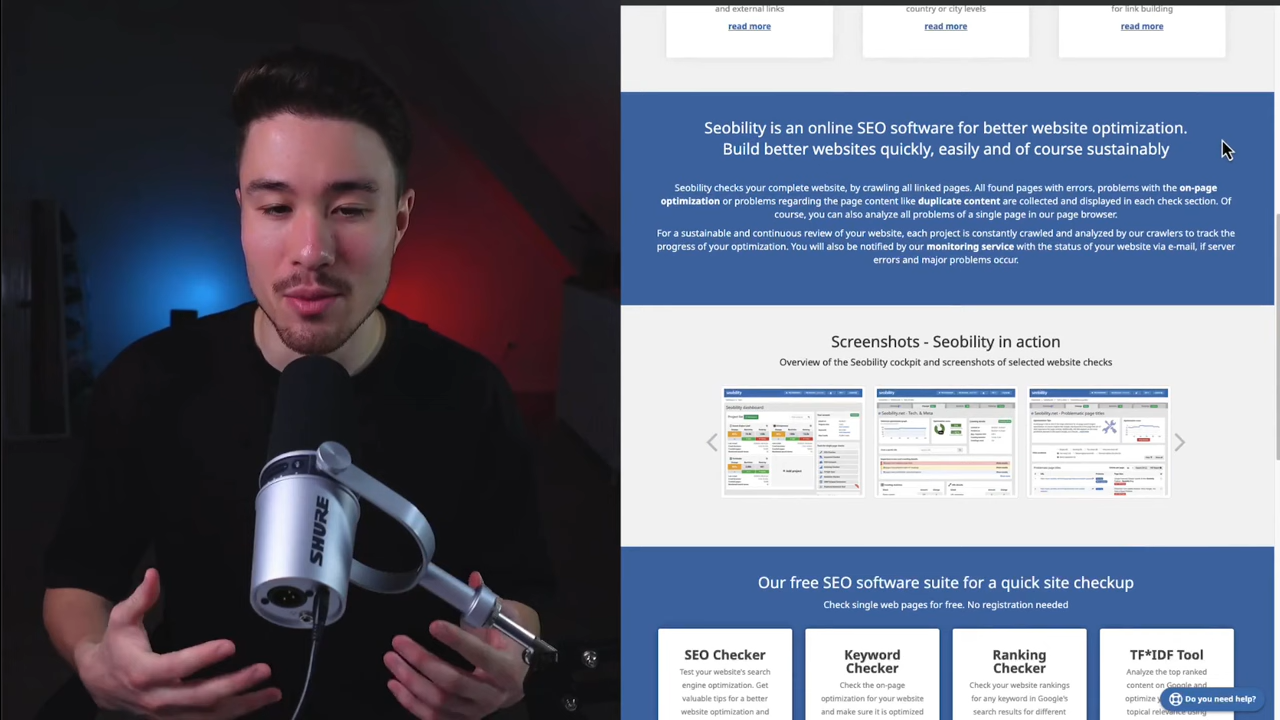 and external links
country or city levels
for link building
read more
read more
read more
Seobility is an online SEO software for better website optimization.
Build better websites quickly, easily and of course sustainably
Seobility checks your complete website, by crawling all linked pages. All found pages with errors, problems with the on-page
optimization or problems regarding the page content like duplicate content are collected and displayed in each check section. Of
course, you can also analyze all problems of a single page in our page browser.
For a sustainable and continuous review of your website, each project is constantly crawled and analyzed by our crawlers to track the
progress of your optimization. You will also be notified by our monitoring service with the status of your website via e-mail, if server
errors and major problems occur.
Screenshots - Seobility in action
Overview of the Seobility cockpit and screenshots of selected website checks
Our free SEO software suite for a quick site checkup
Check single web pages for free. No registration needed
SEO Checker
Test your website's search
engine optimization. Get
valuable tips for a better
website optimization and
Keyword
Checker
Check the on-page
optimization for your website
and make sure it is optimized
Ranking
Checker
Check your website rankings
for any keyword in Google's
search results for different
TF*IDF Tool
Analyze the top ranked
content on Google and
optimize
topical
Do you need help?
SHURE